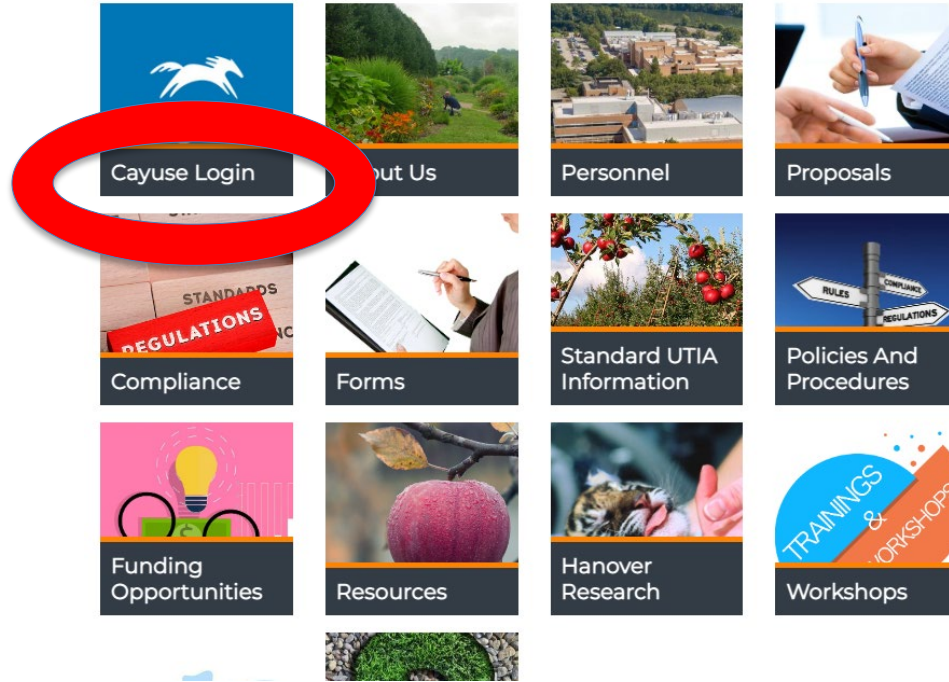 Cayuse Login
out Us
Personnel
Proposals
STANDARDS
REGULATIONS
RULES
COMPLIANCE
REGULATIONS
Compliance
Forms
Standard UTIA
Information
Policies And
Procedures
TRAININGS
&
WORKSHOPS
Funding
Opportunities
Resources
Hanover
Research
Workshops